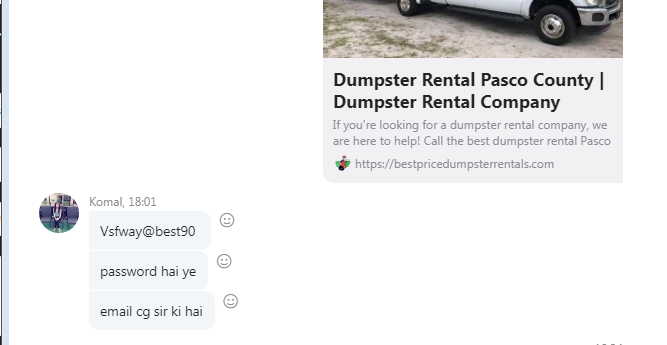 Dumpster Rental Pasco County |
Dumpster Rental Company
If you're looking for a dumpster rental company, we
are here to help! Call the best dumpster rental Pasco
https://bestpricedumpsterrentals.com
Komal, 18:01
Vsfway@best90
password hai ye
email cg sir ki hai